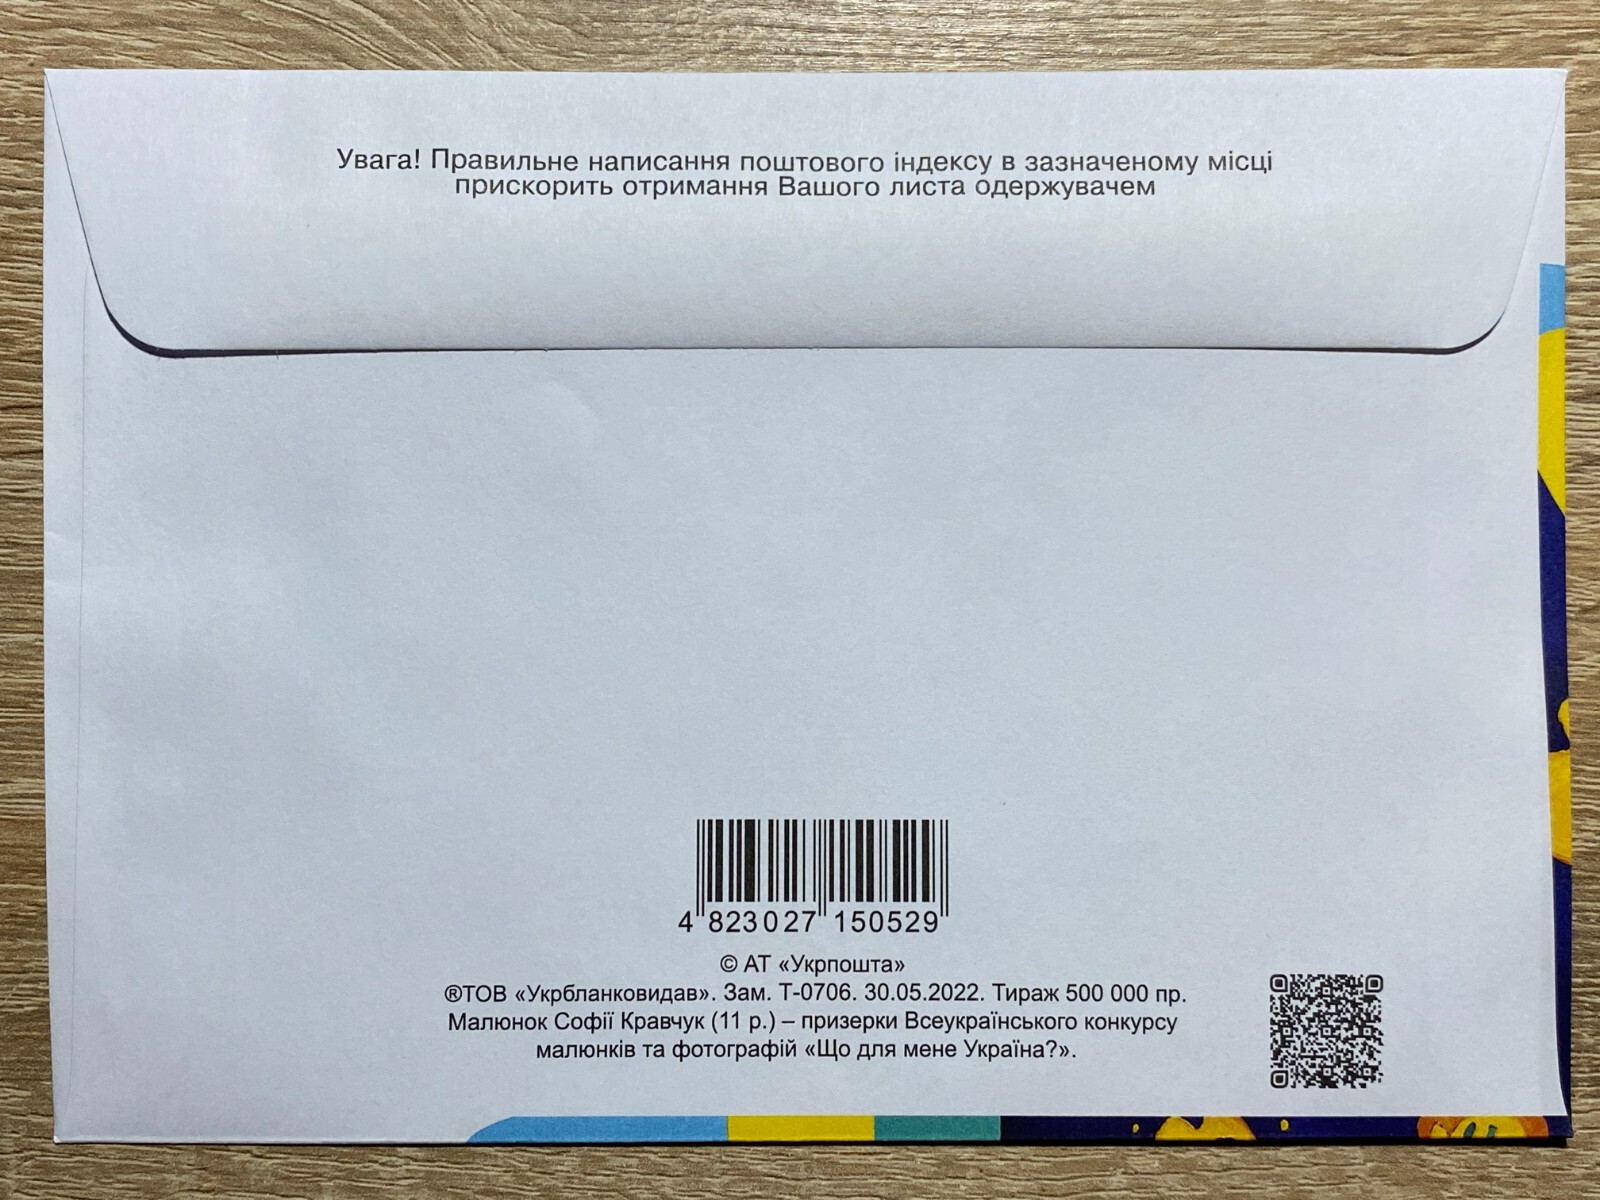 Увага! Правильне написання поштового індексу в зазначеному місці
прискорить отримання Вашого листа одержувачем
4 823027 150529
© АТ «Укрпошта»
®ТОВ «Укрбланковидав». Зам. Т-0706. 30.05.2022. Тираж 500 000 пр.
Малюнок Софії Кравчук (11 р.) – призерки Всеукраїнського конкурсу
малюнків та фотографій «Що для мене Україна?».